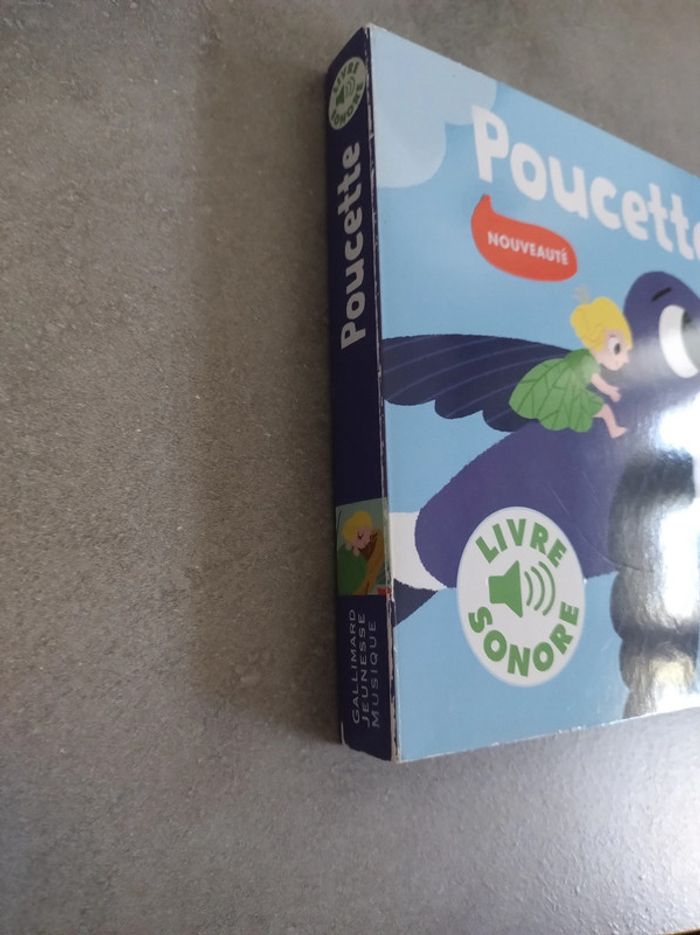 LIVRE
SONORE
Poucette
GALLIMARD
JEUNESSE
MUSIQUE
Poucette
NOUVEAUTÉ
LIVRE
SONORE